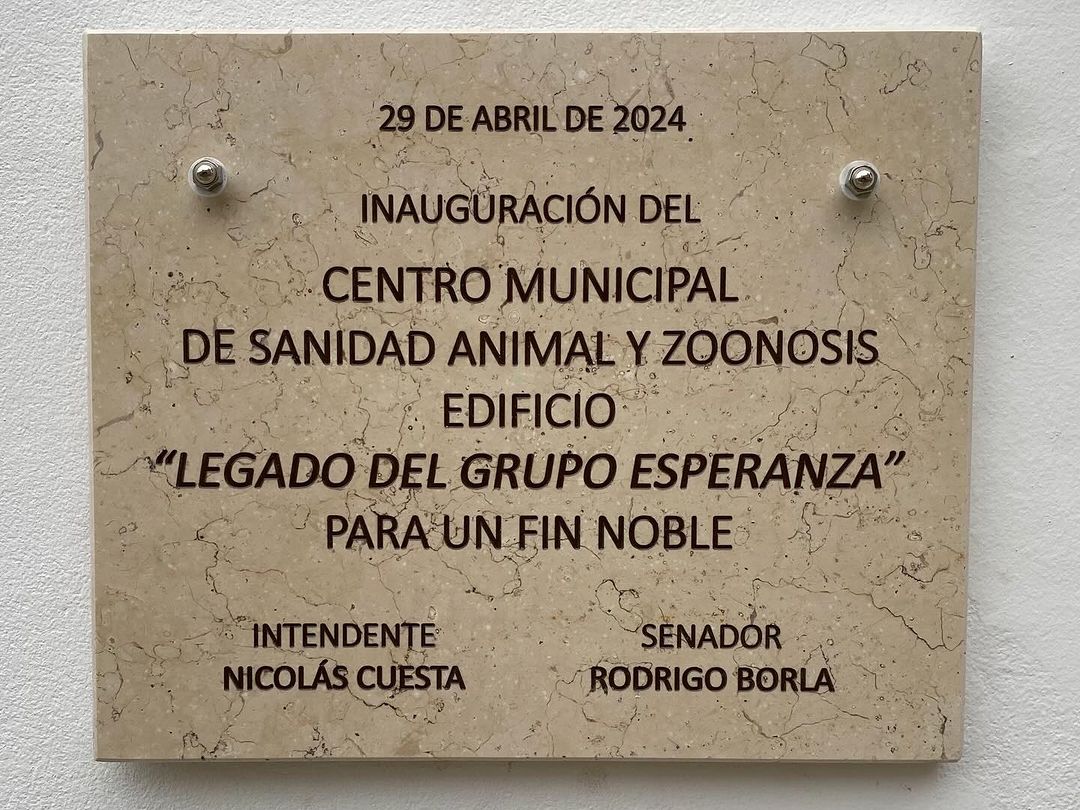 29 DE ABRIL DE 2024
INAUGURACIÓN DEL
CENTRO MUNICIPAL
DE SANIDAD ANIMAL Y ZOONOSIS
EDIFICIO
“LEGADO DEL GRUPO ESPERANZA”
PARA UN FIN NOBLE
INTENDENTE
NICOLÁS CUESTA
SENADOR
RODRIGO BORLA